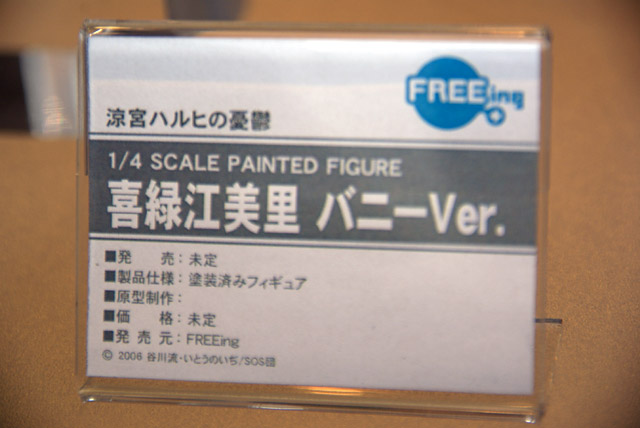 FREEing
涼宮ハルヒの憂鬱
1/4 SCALE PAINTED FIGURE
喜緑江美里 バニーVer.
■発　売：未定
■製品仕様：塗装済みフィギュア
■原型制作：
■価　格：未定
■発 売 元：FREEing
© 2006 谷川流・いとうのいぢ/SOS団